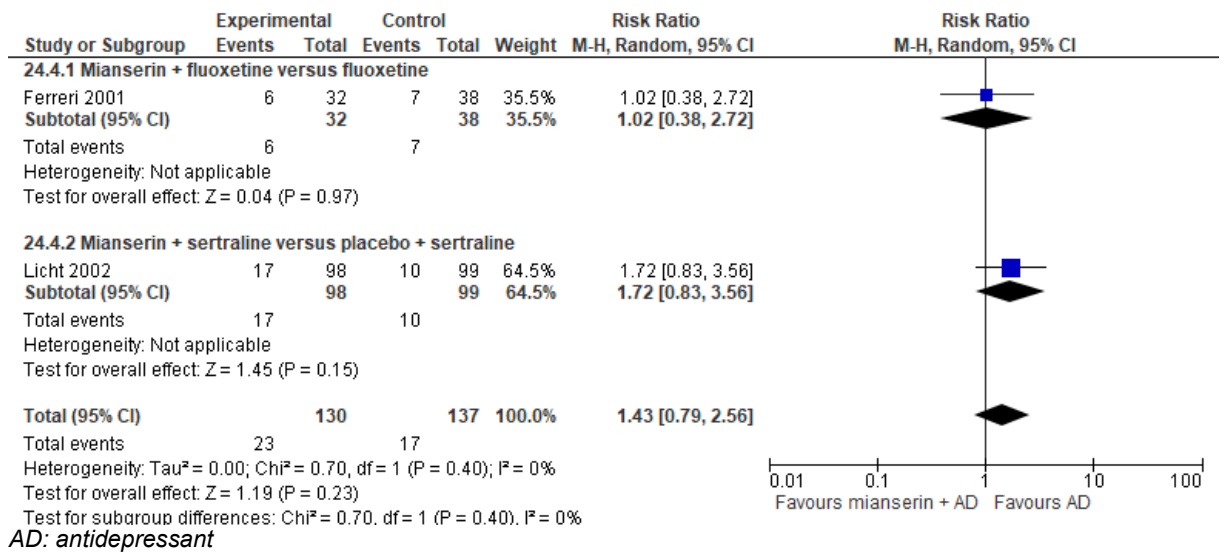 Experimental Control Risk Ratio Risk Ratio
Study or Subgroup Events Total Events Total Weight M-H, Random, 95% CI M-H, Random, 95% CI
24.4.1 Mianserin + fluoxetine versus fluoxetine
Ferreri 2001 6 32 7 38 35.5% 1.02 [0.38, 2.72]
Subtotal (95% CI) 32 38 35.5% 1.02 [0.38, 2.72]
Total events 6 7
Heterogeneity: Not applicable
Test for overall effect: Z = 0.04 (P = 0.97)
24.4.2 Mianserin + sertraline versus placebo + sertraline
Licht 2002 17 98 10 99 64.5% 1.72 [0.83, 3.56]
Subtotal (95% CI) 98 99 64.5% 1.72 [0.83, 3.56]
Total events 17 10
Heterogeneity: Not applicable
Test for overall effect: Z = 1.45 (P = 0.15)
Total (95% CI) 130 137 100.0% 1.43 [0.79, 2.56]
Total events 23 17
Heterogeneity: Tau² = 0.00; Chi² = 0.70, df = 1 (P = 0.40); I² = 0%
Test for overall effect: Z = 1.19 (P = 0.23)
Test for subgroup differences: Chi² = 0.70, df = 1 (P = 0.40), I² = 0%
0.01 0.1 1 10 100
Favours mianserin + AD Favours AD
AD: antidepressant